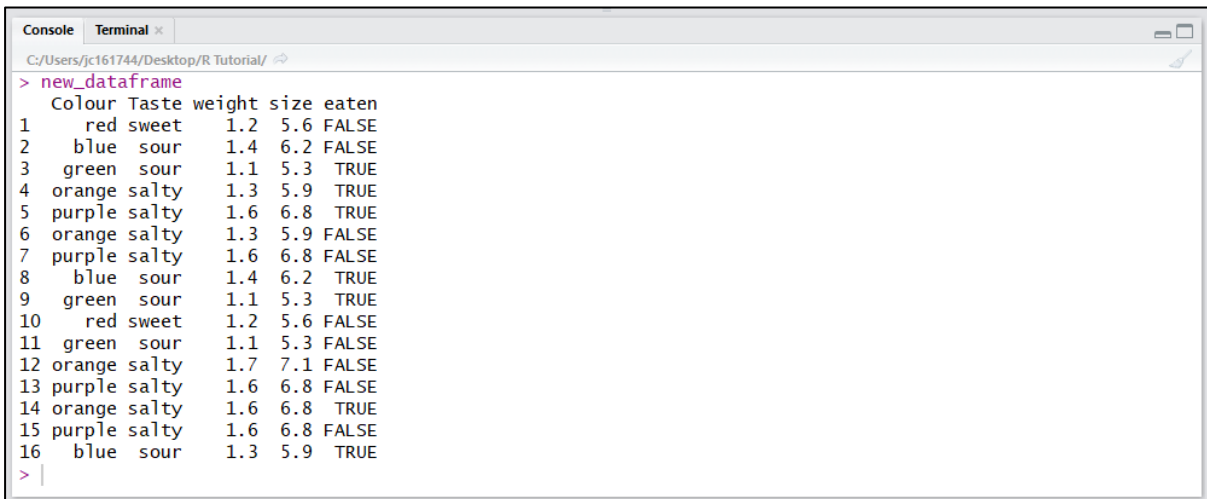 Console Terminal ×
C:/Users/jc161744/Desktop/R Tutorial/
> new_dataframe
   Colour Taste weight size eaten
1     red sweet    1.2  5.6 FALSE
2    blue  sour    1.4  6.2 FALSE
3   green  sour    1.1  5.3  TRUE
4  orange salty    1.3  5.9  TRUE
5  purple salty    1.6  6.8  TRUE
6  orange salty    1.3  5.9 FALSE
7  purple salty    1.6  6.8 FALSE
8    blue  sour    1.4  6.2  TRUE
9   green  sour    1.1  5.3  TRUE
10    red sweet    1.2  5.6 FALSE
11  green  sour    1.1  5.3 FALSE
12 orange salty    1.7  7.1 FALSE
13 purple salty    1.6  6.8 FALSE
14 orange salty    1.6  6.8  TRUE
15 purple salty    1.6  6.8 FALSE
16   blue  sour    1.3  5.9  TRUE
>